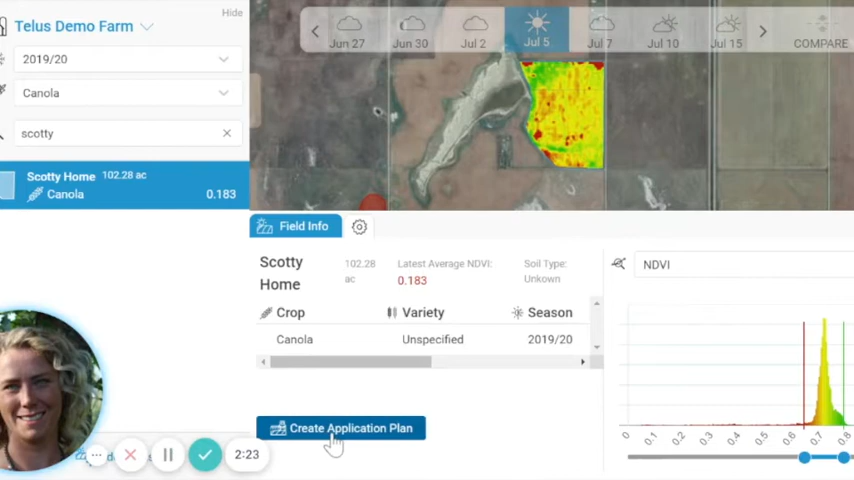 Hide
Telus Demo Farm
2019/20
Canola
scotty
Scotty Home 102.28 ac
Canola 0.183
Jun 27 Jun 30 Jul 2 Jul 5 Jul 7 Jul 10 Jul 15 COMPARE
Field Info
Scotty Home
102.28 ac
Latest Average NDVI:
0.183
Soil Type:
Unkown
Crop Variety Season
Canola Unspecified 2019/20
Create Application Plan
NDVI
0 0.1 0.2 0.3 0.4 0.5 0.6 0.7 0.8
2:23